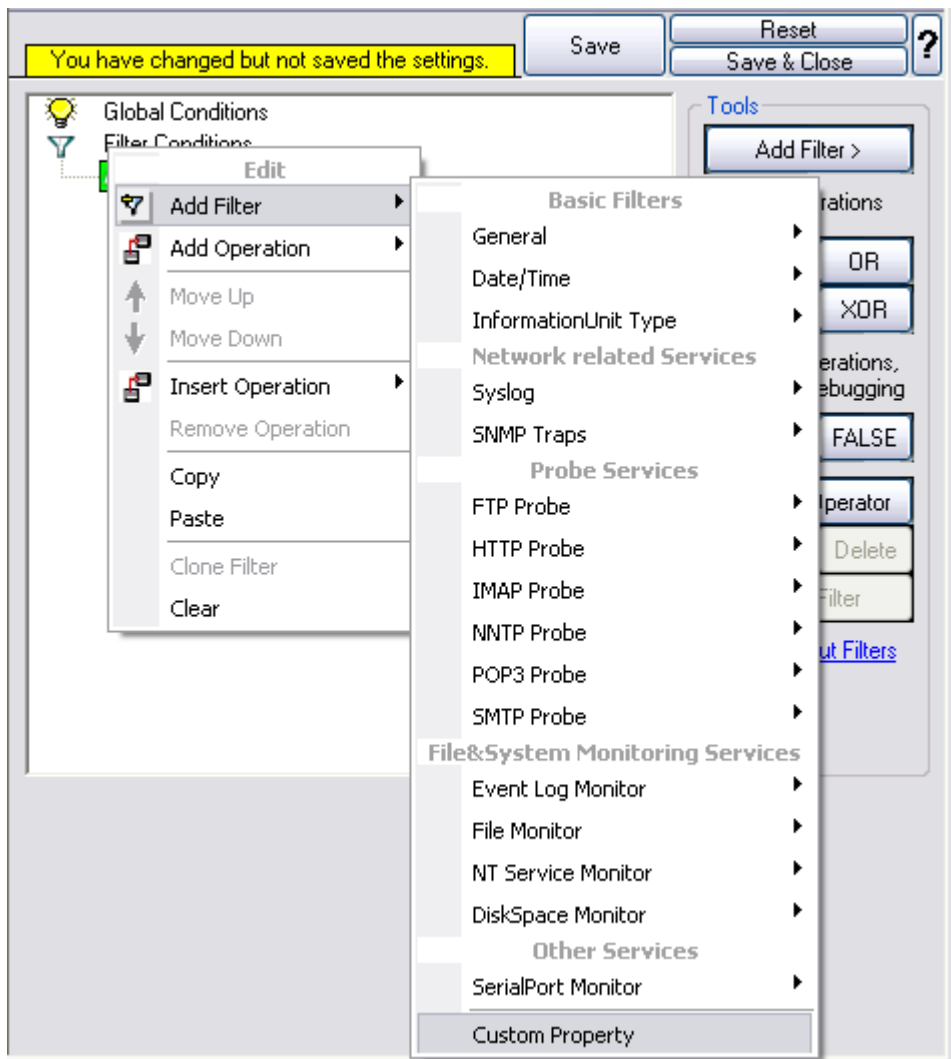 Reset
Save
?
You have changed but not saved the settings.
Save & Close
Global Conditions
Filter Conditions
Tools
Add Filter >
Edit
Add Filter
Add Operation
Move Up
Move Down
Insert Operation
Remove Operation
Copy
Paste
Clone Filter
Clear
Basic Filters
General
Date/Time
InformationUnit Type
Network related Services
Syslog
SNMP Traps
Probe Services
FTP Probe
HTTP Probe
IMAP Probe
NNTP Probe
POP3 Probe
SMTP Probe
File&System Monitoring Services
Event Log Monitor
File Monitor
NT Service Monitor
DiskSpace Monitor
Other Services
SerialPort Monitor
Custom Property
rations
OR
XOR
erations,
ebugging
FALSE
perator
Delete
Filter
ut Filters